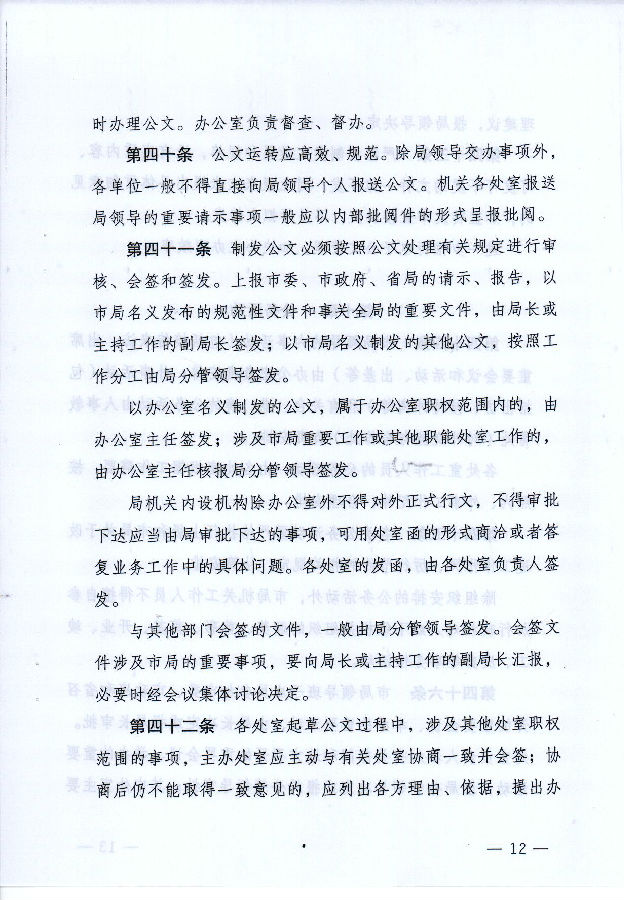 时办理公文。办公室负责督查、督办。
第四十条　公文运转应高效、规范。除局领导交办事项外，
各单位一般不得直接向局领导个人报送公文。机关各处室报送
局领导的重要请示事项一般应以内部批阅件的形式呈报批阅。
第四十一条　制发公文必须按照公文处理有关规定进行审
核、会签和签发。上报市委、市政府、省局的请示、报告，以
市局名义发布的规范性文件和事关全局的重要文件，由局长或
主持工作的副局长签发；以市局名义制发的其他公文，按照工
作分工由局分管领导签发。
以办公室名义制发的公文，属于办公室职权范围内的，由
办公室主任签发；涉及市局重要工作或其他职能处室工作的，
由办公室主任核报局分管领导签发。
局机关内设机构除办公室外不得对外正式行文，不得审批
下达应当由局审批下达的事项，可用处室函的形式商洽或者答
复业务工作中的具体问题。各处室的发函，由各处室负责人签
发。
与其他部门会签的文件，一般由局分管领导签发。会签文
件涉及市局的重要事项，要向局长或主持工作的副局长汇报，
必要时经会议集体讨论决定。
第四十二条　各处室起草公文过程中，涉及其他处室职权
范围的事项，主办处室应主动与有关处室协商一致并会签；协
商后仍不能取得一致意见的，应列出各方理由、依据，提出办
— 12 —